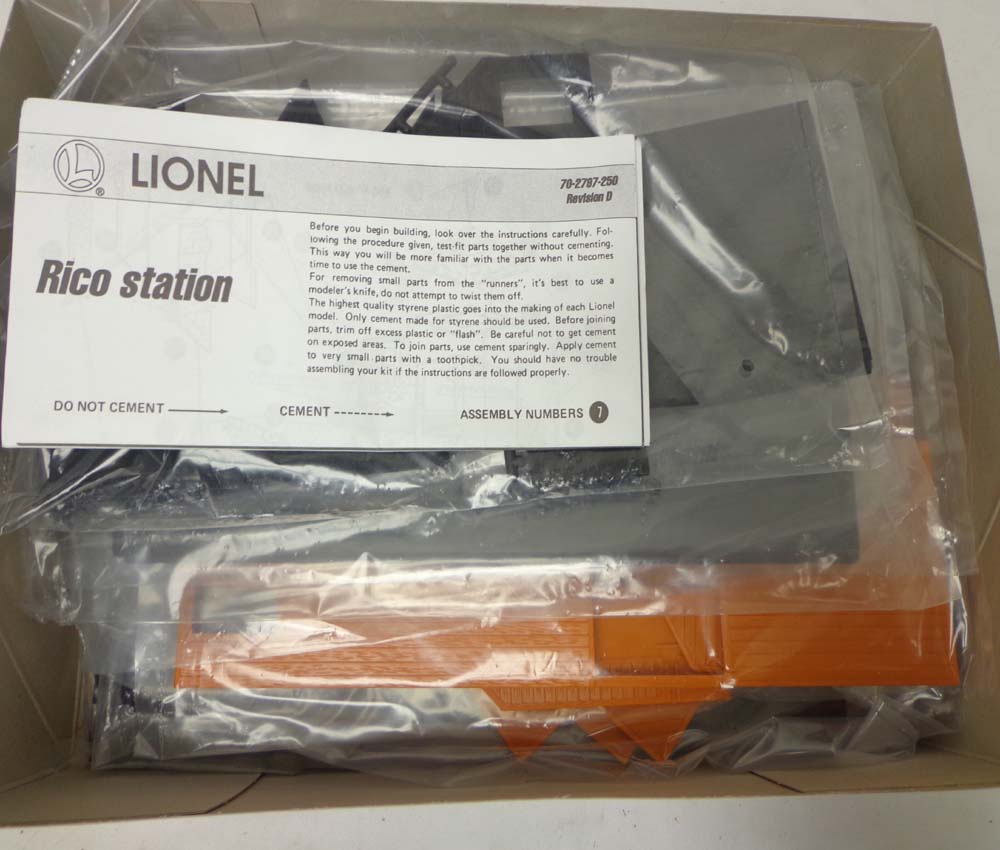 L ® LIONEL
70-2797-250
Revision D
Rico station
Before you begin building, look over the instructions carefully. Fol-
lowing the procedure given, test-fit parts together without cementing.
This way you will be more familiar with the parts when it becomes
time to use the cement.
For removing small parts from the "runners", it's best to use a
modeler's knife, do not attempt to twist them off.
The highest quality styrene plastic goes into the making of each Lionel
model. Only cement made for styrene should be used. Before joining
parts, trim off excess plastic or "flash". Be careful not to get cement
on exposed areas. To join parts, use cement sparingly. Apply cement
to very small parts with a toothpick. You should have no trouble
assembling your kit if the instructions are followed properly.
DO NOT CEMENT CEMENT ASSEMBLY NUMBERS 7